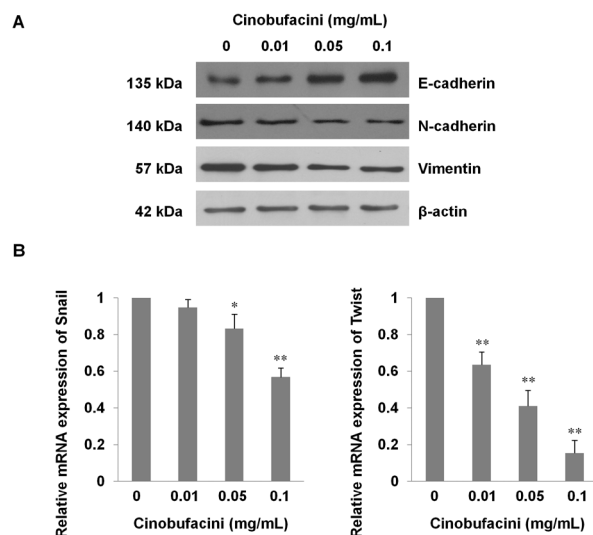 A
Cinobufacini (mg/mL)
0 0.01 0.05 0.1
135 kDa E-cadherin
140 kDa N-cadherin
57 kDa Vimentin
42 kDa β-actin
B
Relative mRNA expression of Snail
1
0.8
0.6
0.4
0.2
0
*
**
0 0.01 0.05 0.1
Cinobufacini (mg/mL)
Relative mRNA expression of Twist
1
0.8
0.6
0.4
0.2
0
**
**
**
0 0.01 0.05 0.1
Cinobufacini (mg/mL)